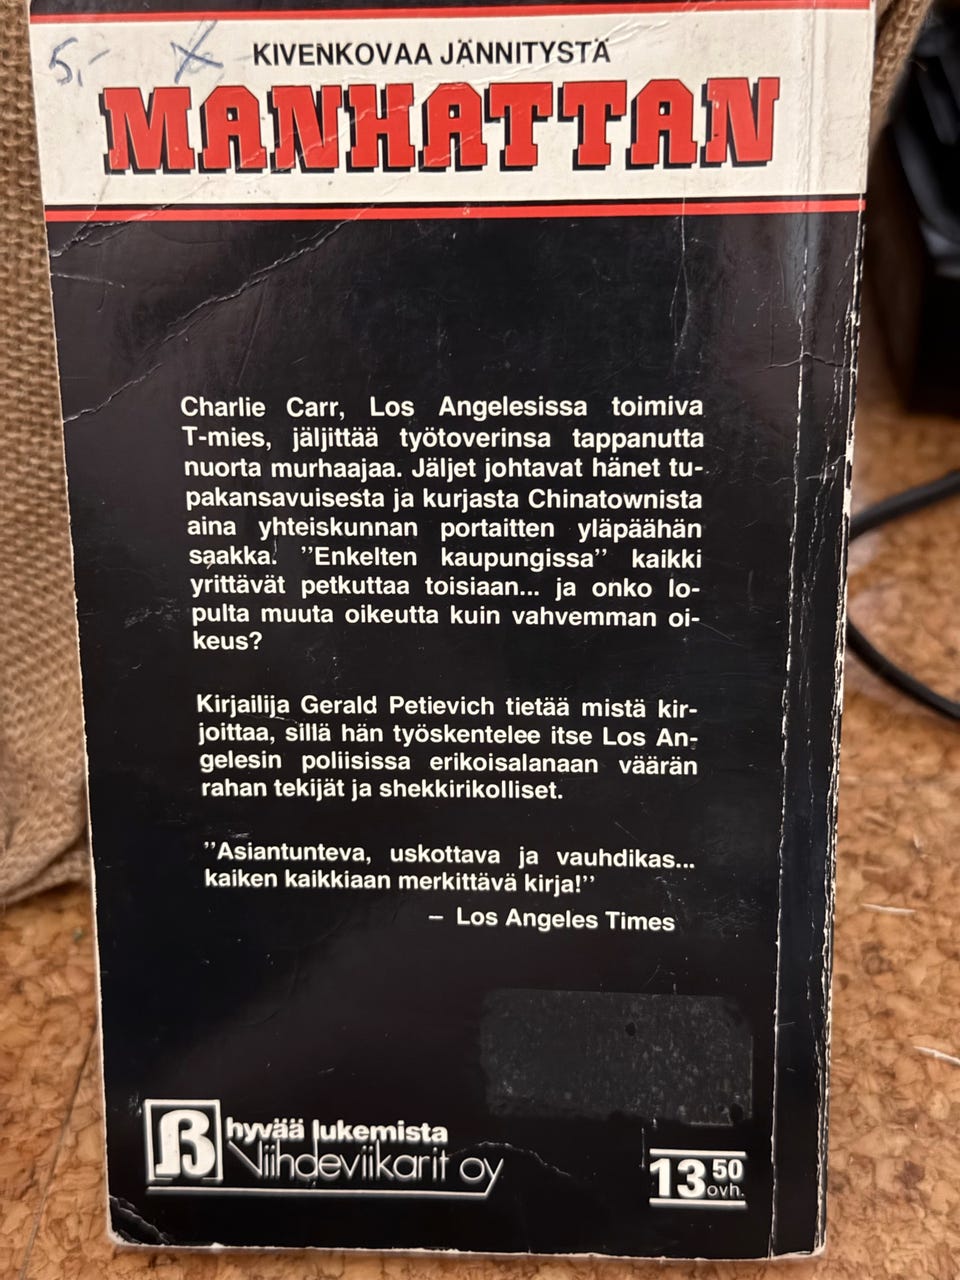 5,- X
KIVENKOVAA JÄNNITYSTÄ
MANHATTAN
Charlie Carr, Los Angelesissa toimiva
T-mies, jäljittää työtoverinsa tappanutta
nuorta murhaajaa. Jäljet johtavat hänet tu-
pakansavuisesta ja kurjasta Chinatownista
aina yhteiskunnan portaitten yläpäähän
saakka. ”Enkelten kaupungissa” kaikki
yrittävät petkuttaa toisiaan... ja onko lo-
pulta muuta oikeutta kuin vahvemman oi-
keus?
Kirjailija Gerald Petievich tietää mistä kir-
joittaa, sillä hän työskentelee itse Los An-
gelesin poliisissa erikoisalanaan väärän
rahan tekijät ja shekkirikolliset.
”Asiantunteva, uskottava ja vauhdikas...
kaiken kaikkiaan merkittävä kirja!”
– Los Angeles Times
ß hyvää lukemista
Viihdeviikarit oy
13 50
ovh.